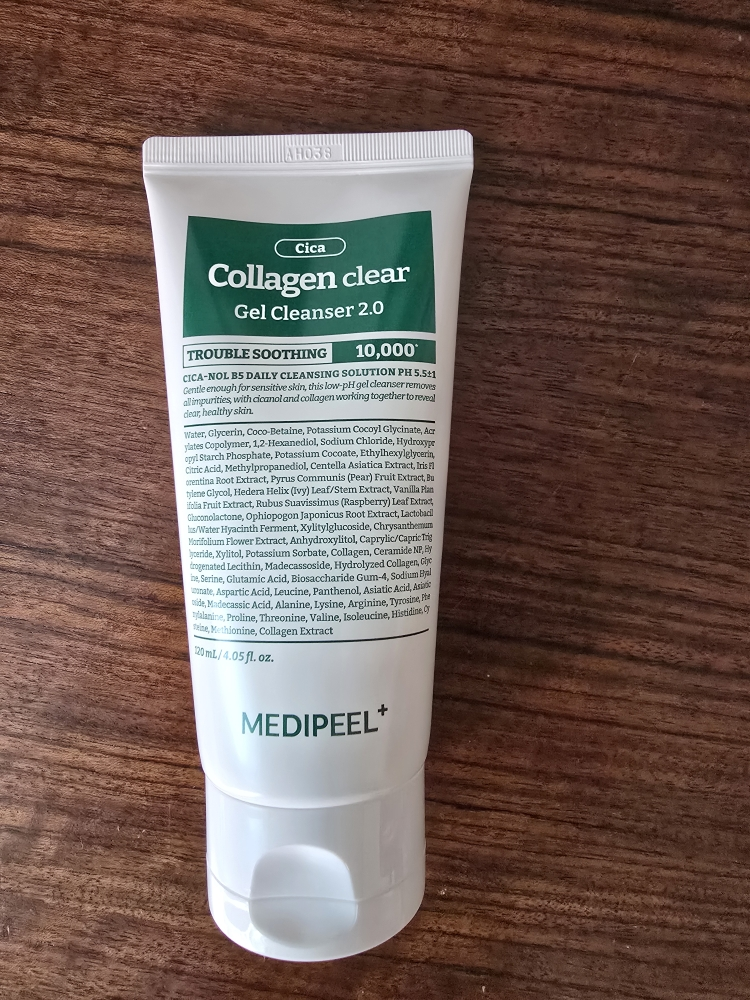 AH036
Cica
Collagen clear
Gel Cleanser 2.0
TROUBLE SOOTHING 10,000*
CICA-NOL B5 DAILY CLEANSING SOLUTION PH 5.5±1
Gentle enough for sensitive skin, this low-pH gel cleanser removes
all impurities, with cicanol and collagen working together to reveal
clear, healthy skin.
Water, Glycerin, Coco-Betaine, Potassium Cocoyl Glycinate, Acr
ylates Copolymer, 1,2-Hexanediol, Sodium Chloride, Hydroxypr
opyl Starch Phosphate, Potassium Cocoate, Ethylhexylglycerin,
Citric Acid, Methylpropanediol, Centella Asiatica Extract, Iris Fl
orentina Root Extract, Pyrus Communis (Pear) Fruit Extract, Bu
tylene Glycol, Hedera Helix (Ivy) Leaf/Stem Extract, Vanilla Plan
ifolia Fruit Extract, Rubus Suavissimus (Raspberry) Leaf Extract,
Gluconolactone, Ophiopogon Japonicus Root Extract, Lactobacil
lus/Water Hyacinth Ferment, Xylitylglucoside, Chrysanthemum
Morifolium Flower Extract, Anhydroxylitol, Caprylic/Capric Trig
lyceride, Xylitol, Potassium Sorbate, Collagen, Ceramide NP, Hy
drogenated Lecithin, Madecassoside, Hydrolyzed Collagen, Glyc
ine, Serine, Glutamic Acid, Biosaccharide Gum-4, Sodium Hyal
uronate, Aspartic Acid, Leucine, Panthenol, Asiatic Acid, Asiatic
oside, Madecassic Acid, Alanine, Lysine, Arginine, Tyrosine, Phe
nylalanine, Proline, Threonine, Valine, Isoleucine, Histidine, Cy
steine, Methionine, Collagen Extract
120 mL / 4.05 fl. oz.
MEDIPEEL+